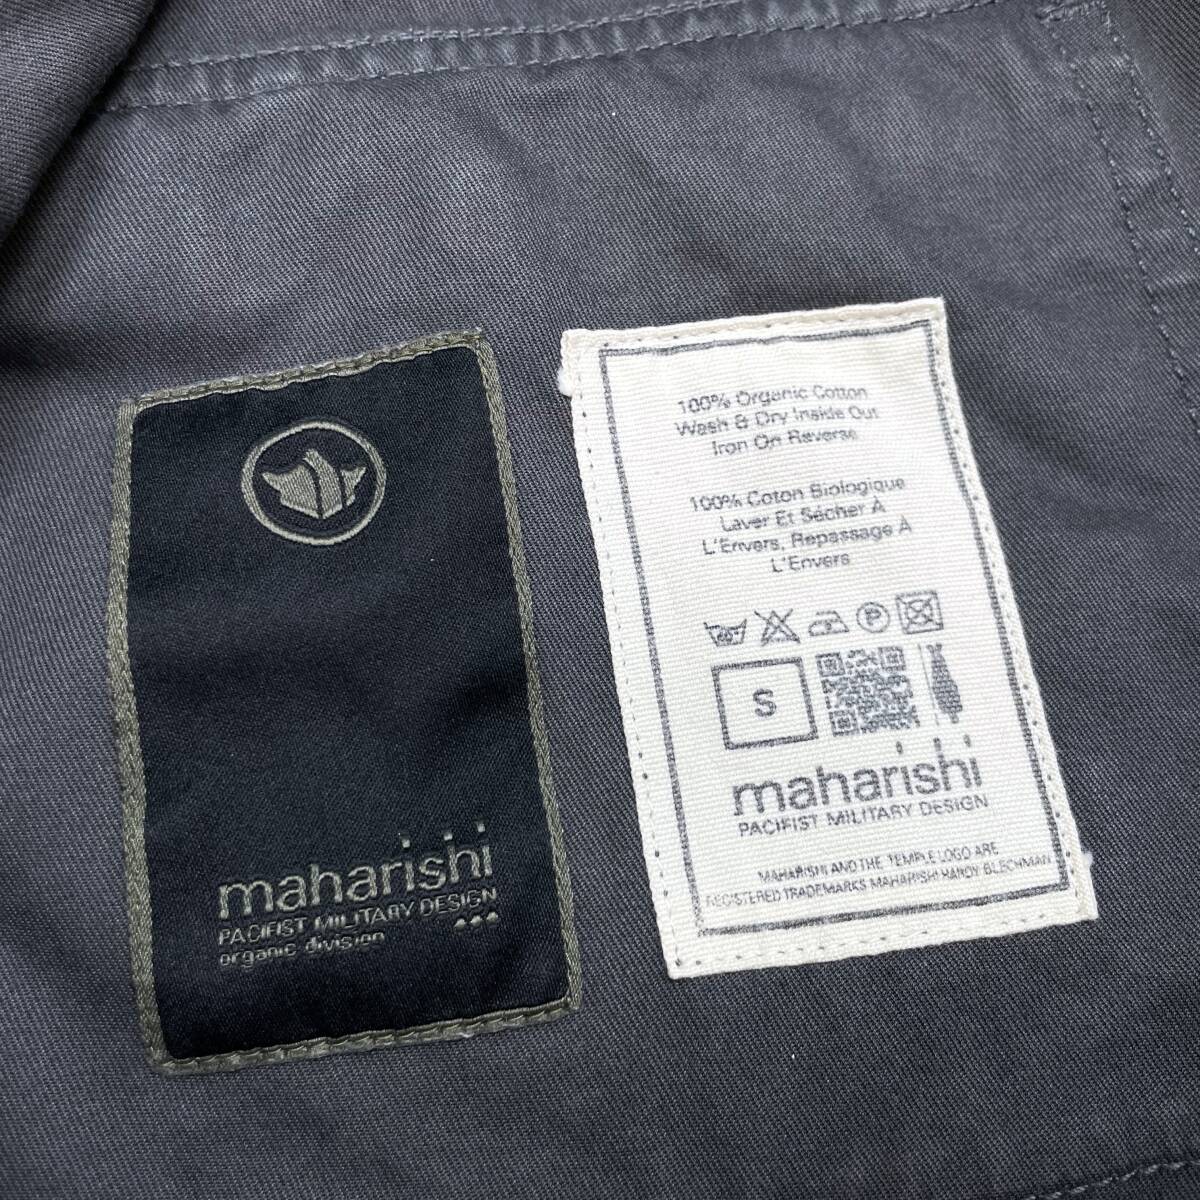 maharishi
PACIFIST MILITARY DESIGN
organic division
100% Organic Cotton
Wash & Dry Inside Out
Iron On Reverse
100% Coton Biologique
Laver Et Sécher À
L'Envers, Repassage À
L'Envers
P
S
maharishi
PACIFIST MILITARY DESIGN
MAHARISHI AND THE TEMPLE LOGO ARE
REGISTERED TRADEMARKS MAHARISHI HARDY BLECHMAN